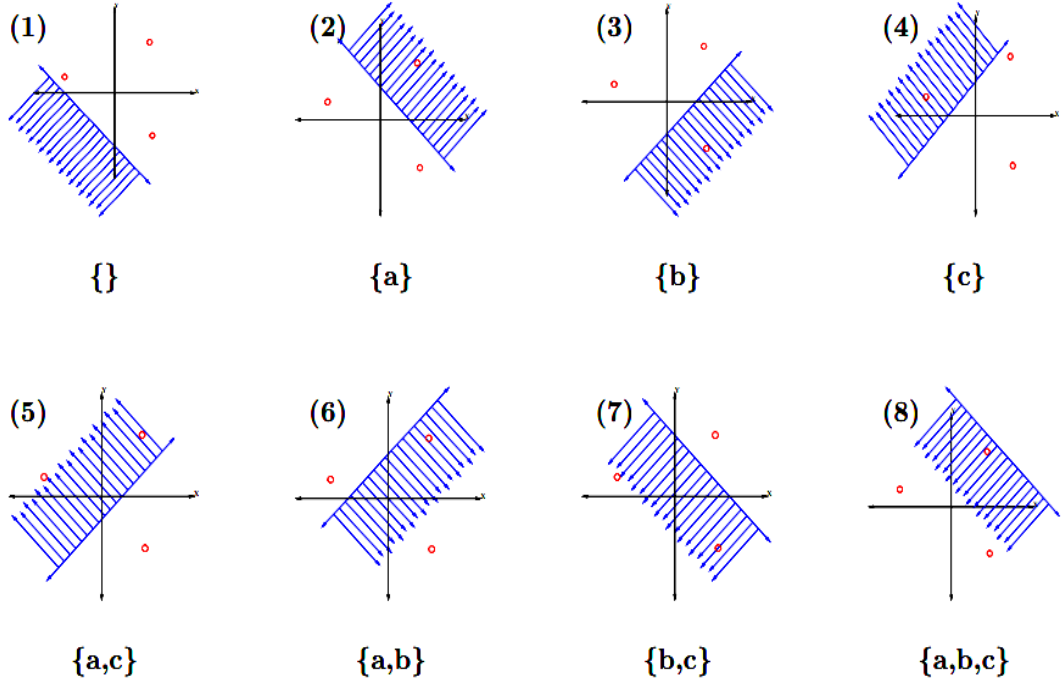 (1) (2) (3) (4)
{} {a} {b} {c}
(5) (6) (7) (8)
{a,c} {a,b} {b,c} {a,b,c}